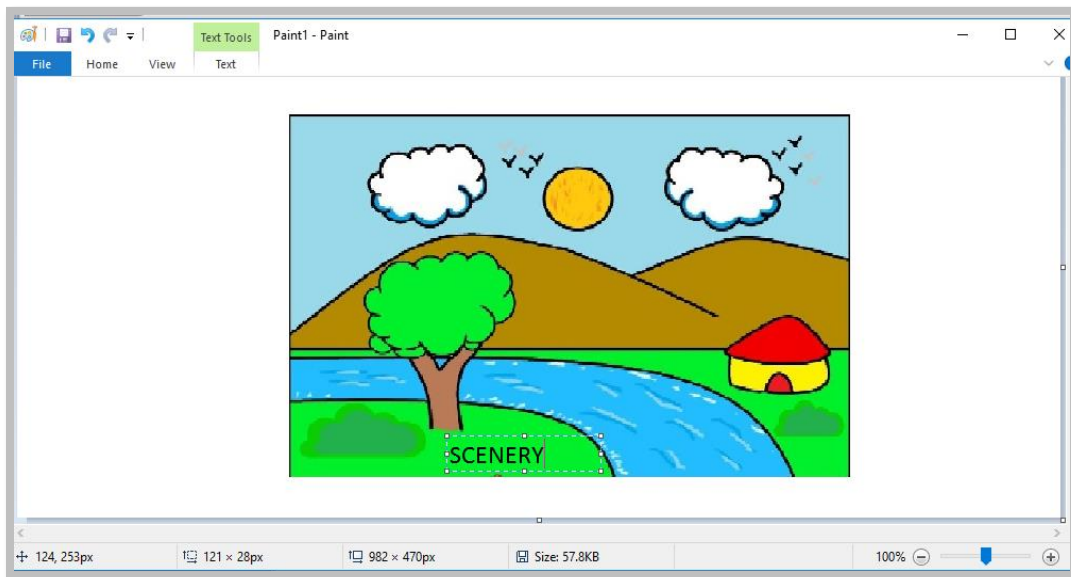 Text Tools Paint1 - Paint
File Home View Text
SCENERY
124, 253px 121 × 28px 982 × 470px Size: 57.8KB 100%